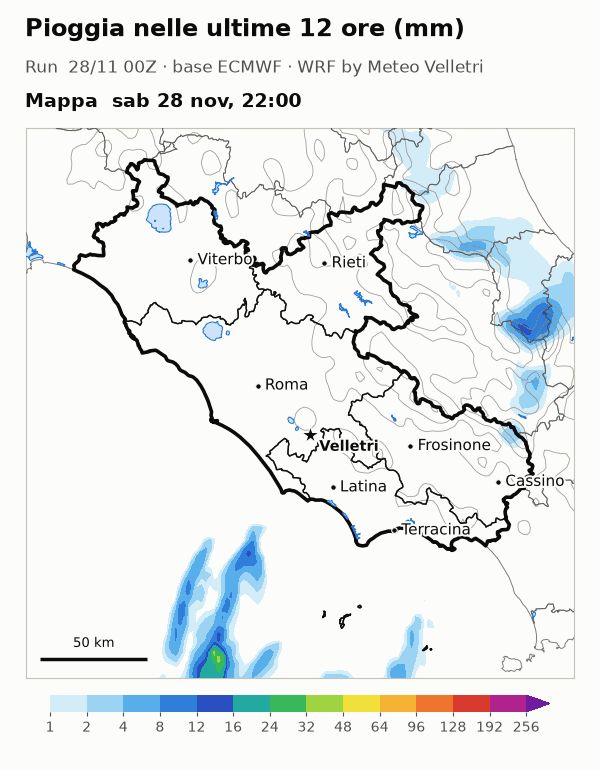 Pioggia nelle ultime 12 ore (mm)
Run  28/11 00Z · base ECMWF · WRF by Meteo Velletri
Mappa  sab 28 nov, 22:00
Viterbo
Rieti
Roma
Velletri
Frosinone
Latina
Cassino
Terracina
50 km
1 2 4 8 12 16 24 32 48 64 96 128 192 256